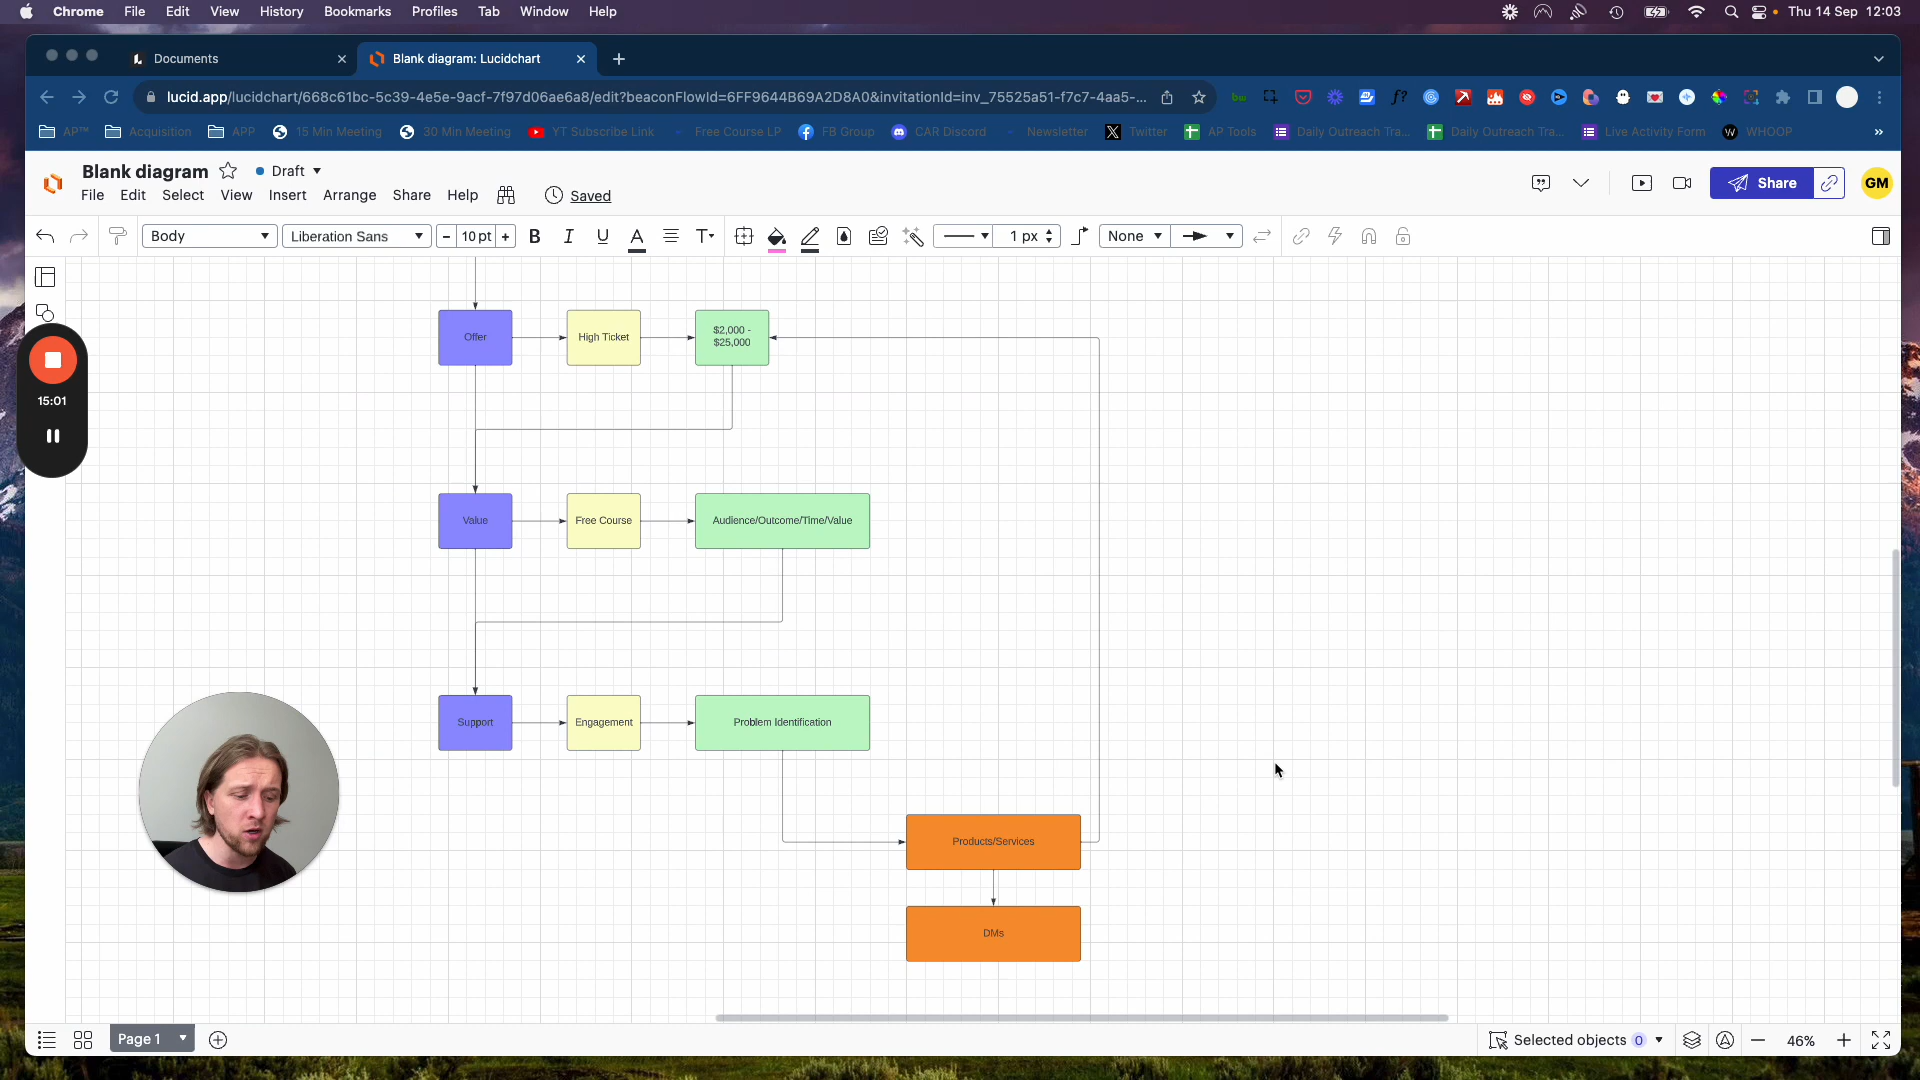 Chrome File Edit View History Bookmarks Profiles Tab Window Help
Thu 14 Sep 12:03
Documents
Blank diagram: Lucidchart
lucid.app/lucidchart/668c61bc-5c39-4e5e-9acf-7f97d06ae6a8/edit?beaconFlowId=6FF9644B69A2D8A0&invitationId=inv_75525a51-f7c7-4aa5-...
AP™ Acquisition APP 15 Min Meeting 30 Min Meeting YT Subscribe Link Free Course LP FB Group CAR Discord Newsletter Twitter AP Tools Daily Outreach Tra... Daily Outreach Tra... Live Activity Form WHOOP
Blank diagram Draft
File Edit Select View Insert Arrange Share Help Saved
Share
GM
Body Liberation Sans - 10 pt + B I U A T 1 px None
Offer
High Ticket
$2,000 -
$25,000
15:01
Value
Free Course
Audience/Outcome/Time/Value
Support
Engagement
Problem Identification
Products/Services
DMs
Page 1
Selected objects 0
46%